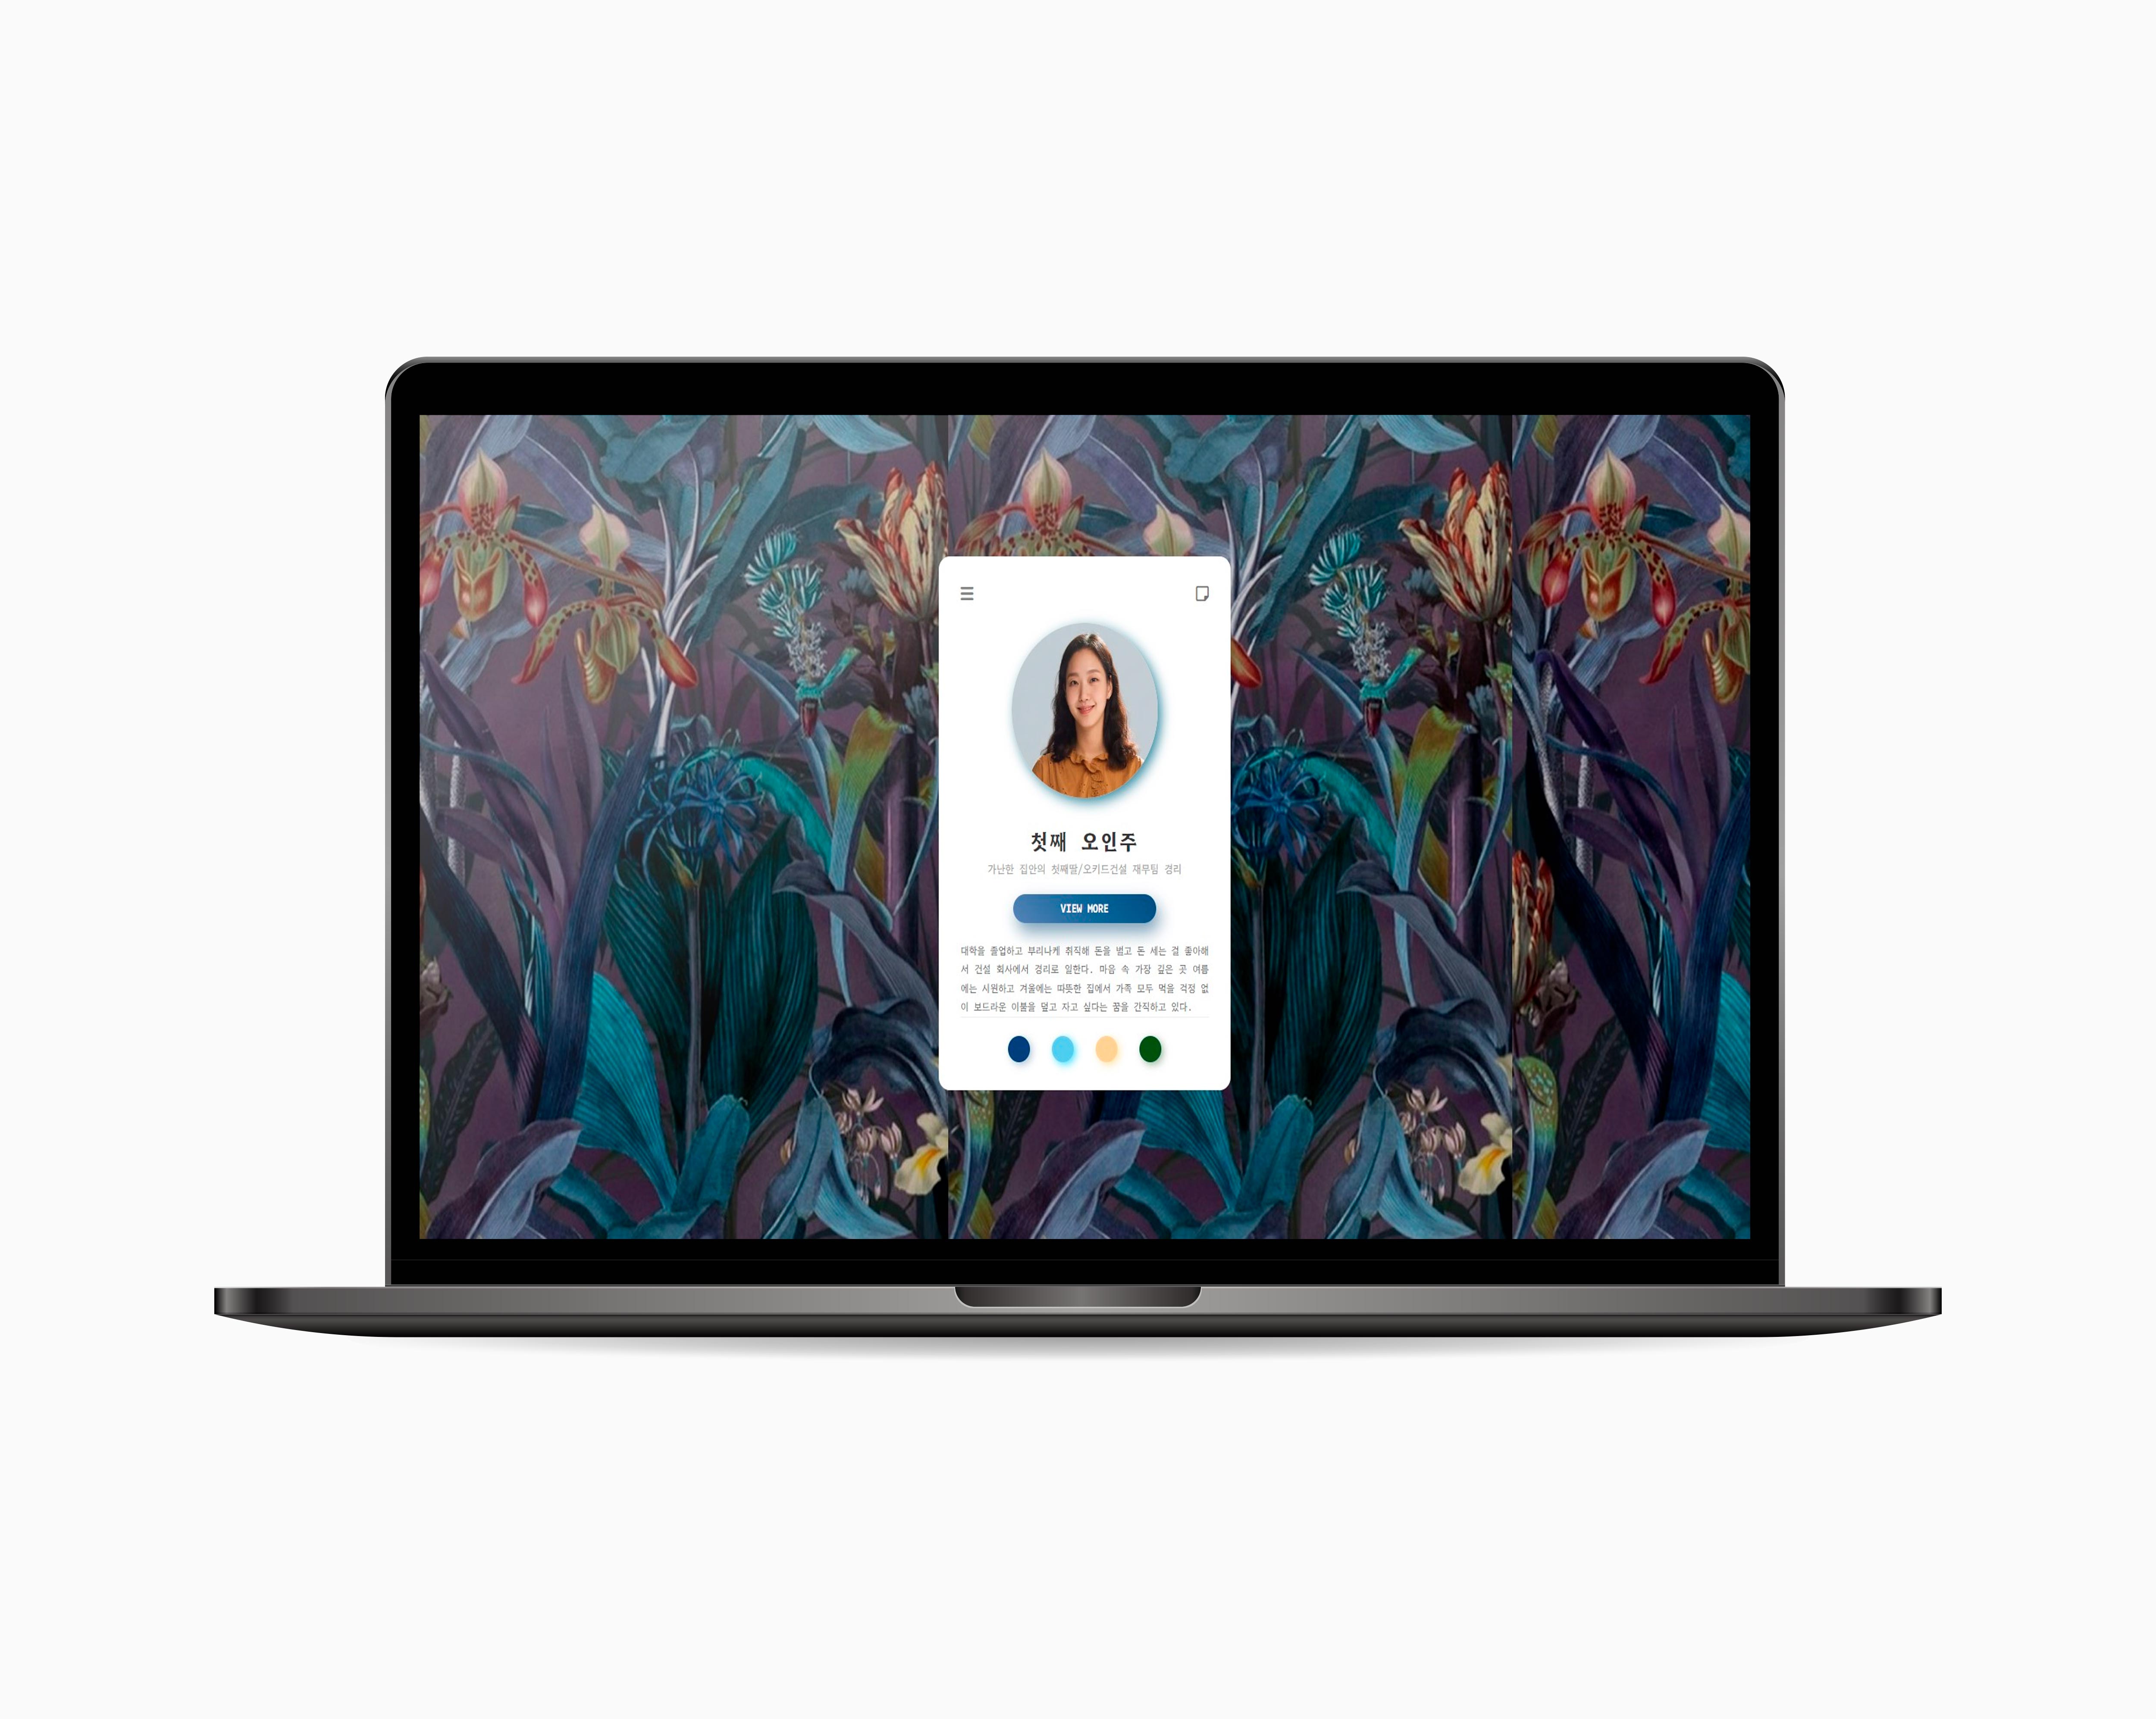 첫째 오인주
가난한 집안의 첫째딸/오키드건설 재무팀 경리
VIEW MORE
대학을 졸업하고 부리나케 취직해 돈을 벌고 돈 세는 걸 좋아해
서 건설 회사에서 경리로 일한다. 마음 속 가장 깊은 곳 여름
에는 시원하고 겨울에는 따뜻한 집에서 가족 모두 먹을 걱정 없
이 보드라운 이불을 덮고 자고 싶다는 꿈을 간직하고 있다.